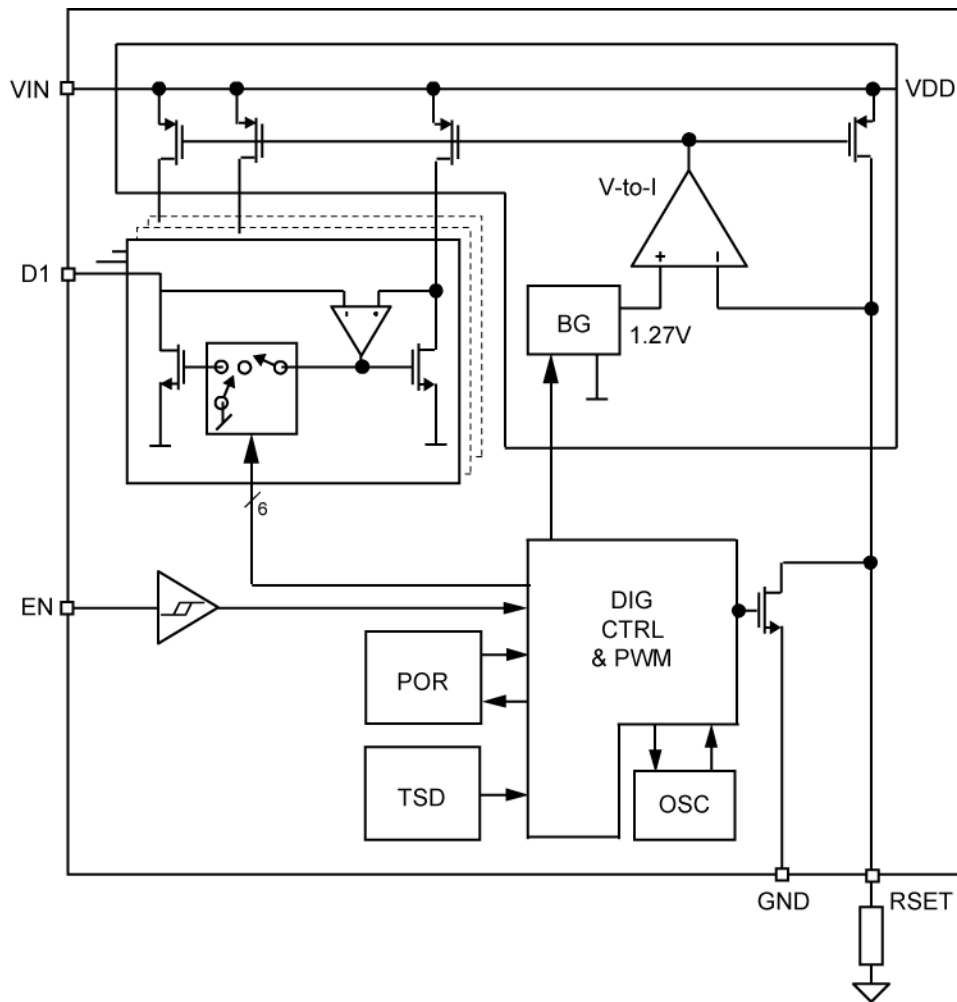 VIN
VDD
V-to-I
+
–
D1
-
+
BG
1.27V
6
EN
DIG
CTRL
& PWM
POR
TSD
OSC
GND
RSET